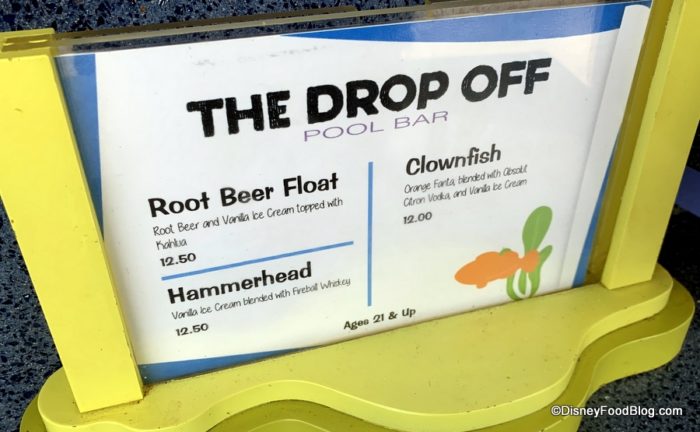 THE DROP OFF
POOL BAR
Root Beer Float
Root Beer and Vanilla Ice Cream topped with
Kahlua
12.50
Hammerhead
Vanilla Ice Cream blended with Fireball Whiskey
12.50
Clownfish
Orange Fanta, blended with Absolut
Citron Vodka, and Vanilla Ice Cream
12.00
Ages 21 & Up
©DisneyFoodBlog.com